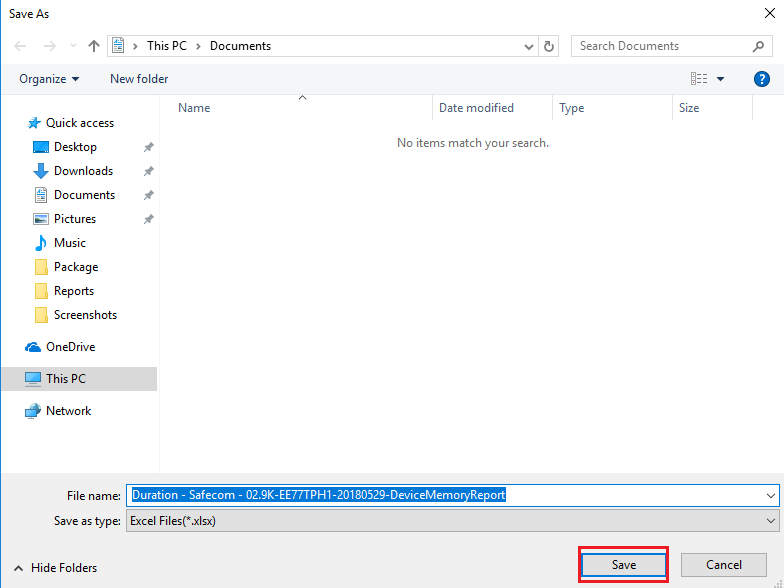 Save As
This PC > Documents
Search Documents
Organize New folder ?
Name Date modified Type Size
No items match your search.
Quick access
Desktop
Downloads
Documents
Pictures
Music
Package
Reports
Screenshots
OneDrive
This PC
Network
File name: Duration - Safecom - 02.9K-EE77TPH1-20180529-DeviceMemoryReport
Save as type: Excel Files(*.xlsx)
Hide Folders Save Cancel